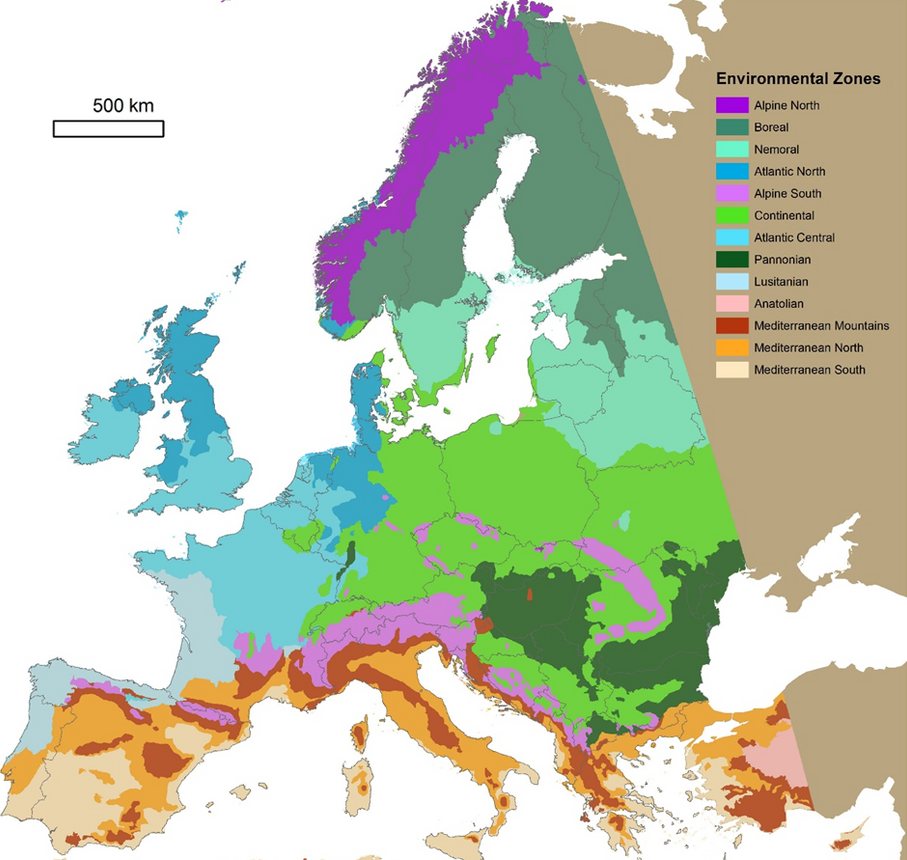 500 km
Environmental Zones
Alpine North
Boreal
Nemoral
Atlantic North
Alpine South
Continental
Atlantic Central
Pannonian
Lusitanian
Anatolian
Mediterranean Mountains
Mediterranean North
Mediterranean South